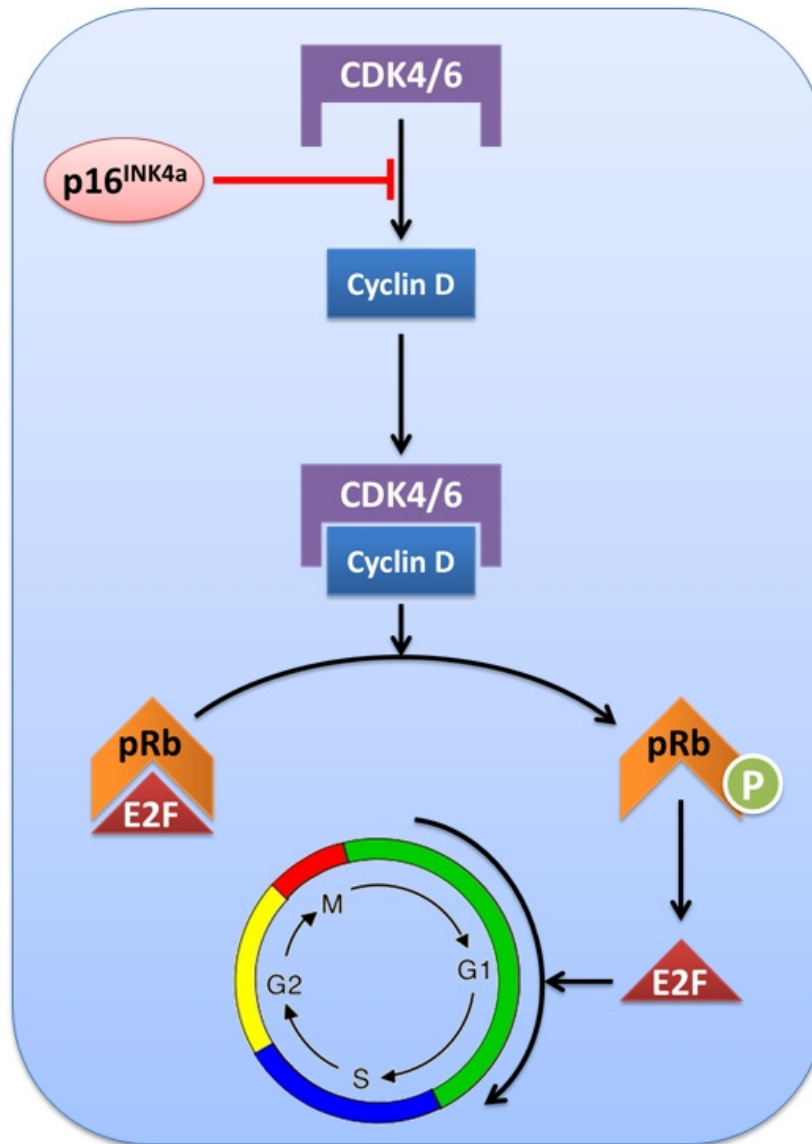 CDK4/6
p16INK4a
Cyclin D
CDK4/6
Cyclin D
pRb
E2F
pRb
P
M
G1
G2
S
E2F